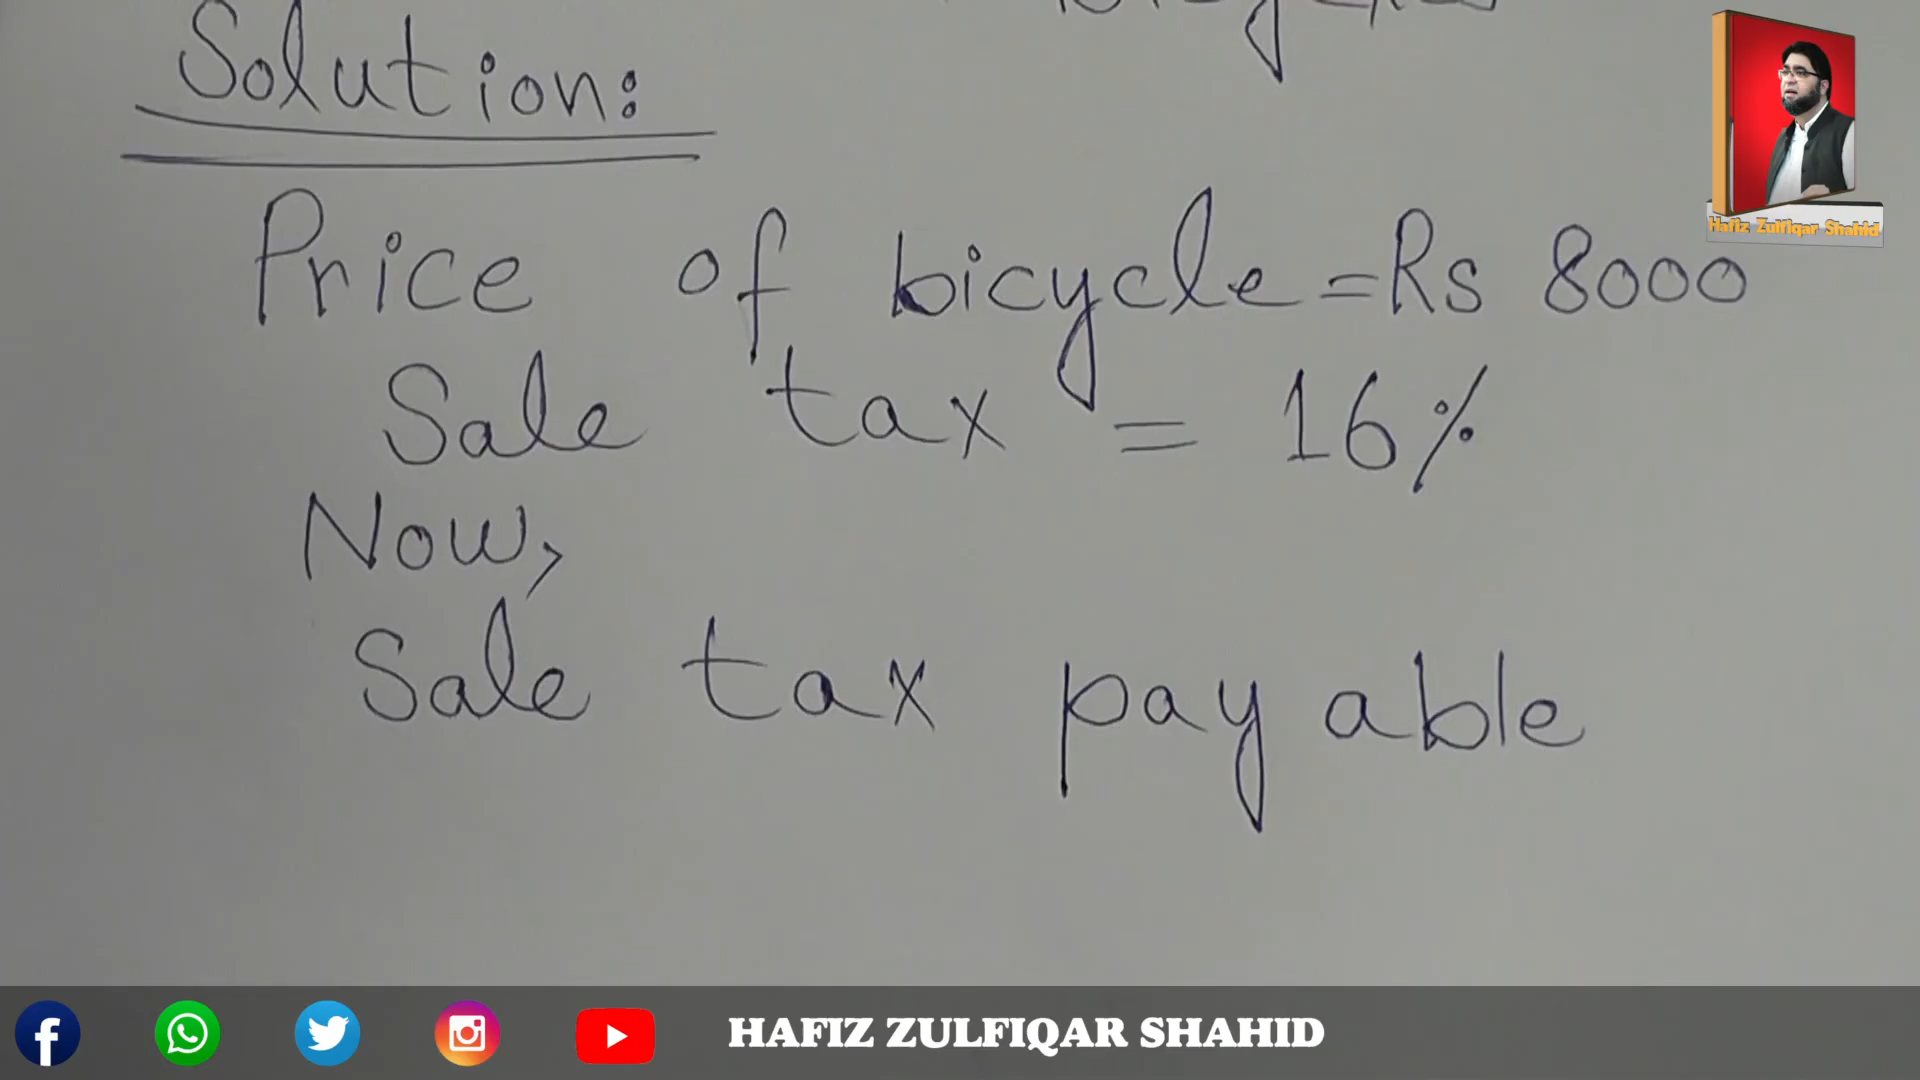 Solution:
Price of bicycle=Rs 8000
Sale tax = 16%
Now,
Sale tax payable
Hafiz Zulfiqar Shahid
HAFIZ ZULFIQAR SHAHID